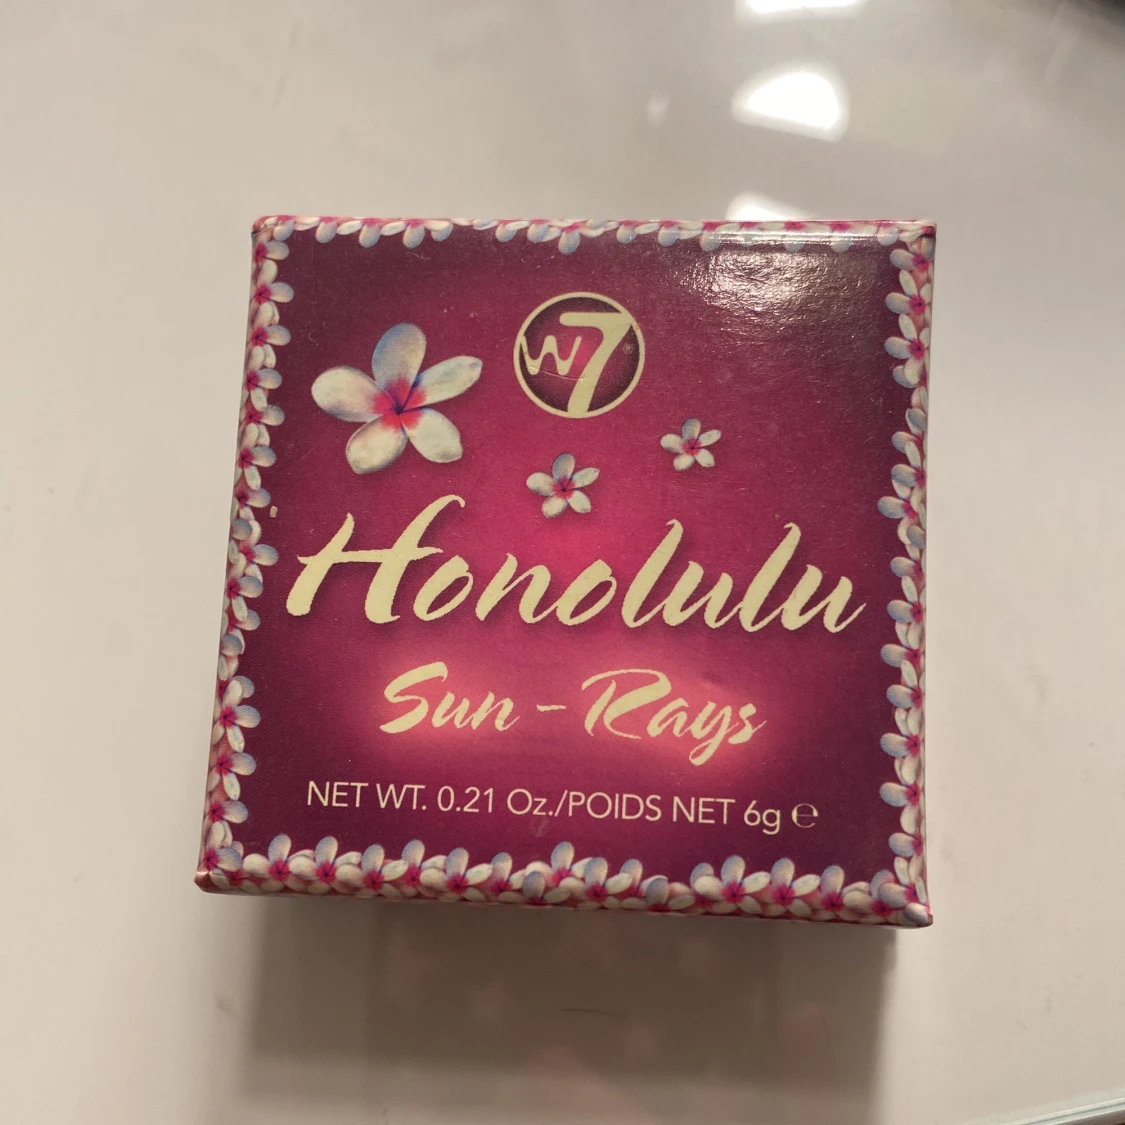 W7®
Honolulu
Sun-Rays
NET WT. 0.21 Oz./POIDS NET 6g ℮